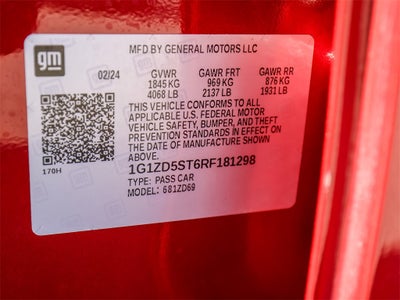 gm
MFD BY GENERAL MOTORS LLC
02/24 GVWR GAWR FRT GAWR RR
1845 KG 969 KG 876 KG
4068 LB 2137 LB 1931 LB
THIS VEHICLE CONFORMS TO ALL
APPLICABLE U.S. FEDERAL MOTOR
VEHICLE SAFETY, BUMPER, AND THEFT
PREVENTION STANDARDS IN EFFECT ON
THE DATE OF MANUFACTURE SHOWN
ABOVE.
170H
1G1ZD5ST6RF181298
TYPE: PASS CAR
MODEL: 681ZD69